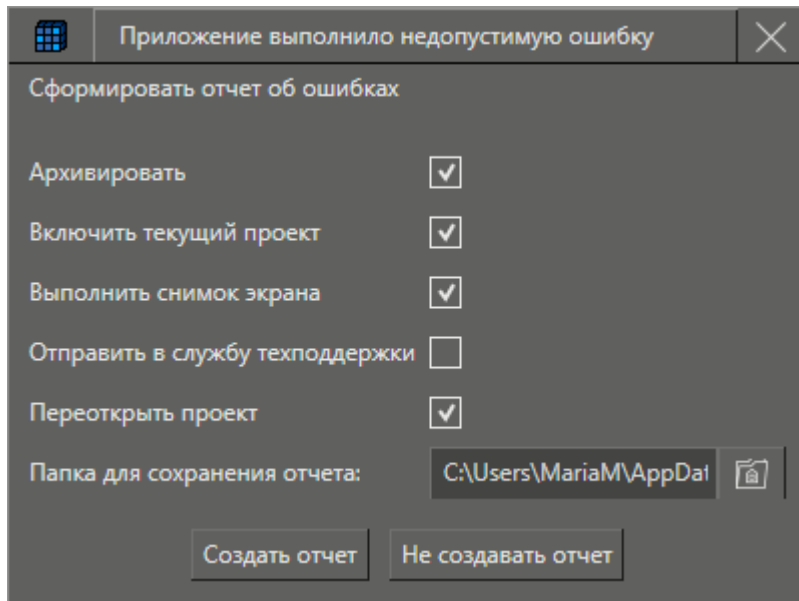 Приложение выполнило недопустимую ошибку
Сформировать отчет об ошибках
Архивировать
Включить текущий проект
Выполнить снимок экрана
Отправить в службу техподдержки
Переоткрыть проект
Папка для сохранения отчета: C:\Users\MariaM\AppDat
Создать отчет Не создавать отчет